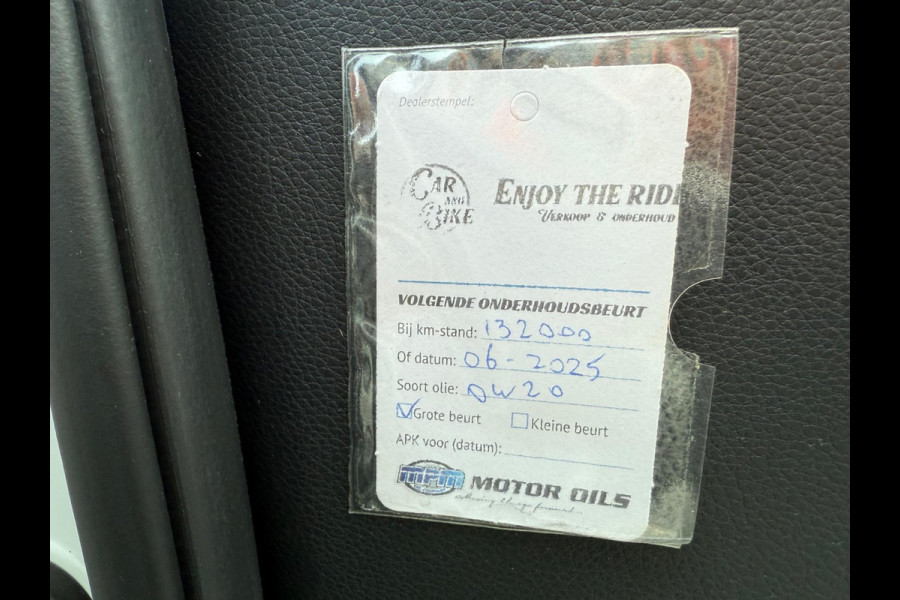 Dealerstempel:
CAR AND BIKE
ENJOY THE RIDE
VERKOOP & ONDERHOUD
VOLGENDE ONDERHOUDSBEURT
Bij km-stand: 132000
Of datum: 06-2025
Soort olie: 0W20
Grote beurt Kleine beurt
APK voor (datum):
MPM MOTOR OILS